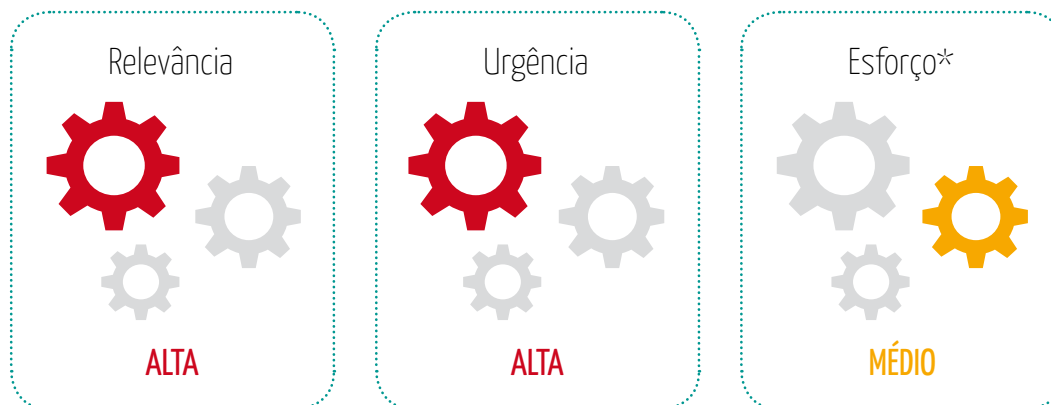 Relevância
Urgência
Esforço*
ALTA
ALTA
MÉDIO